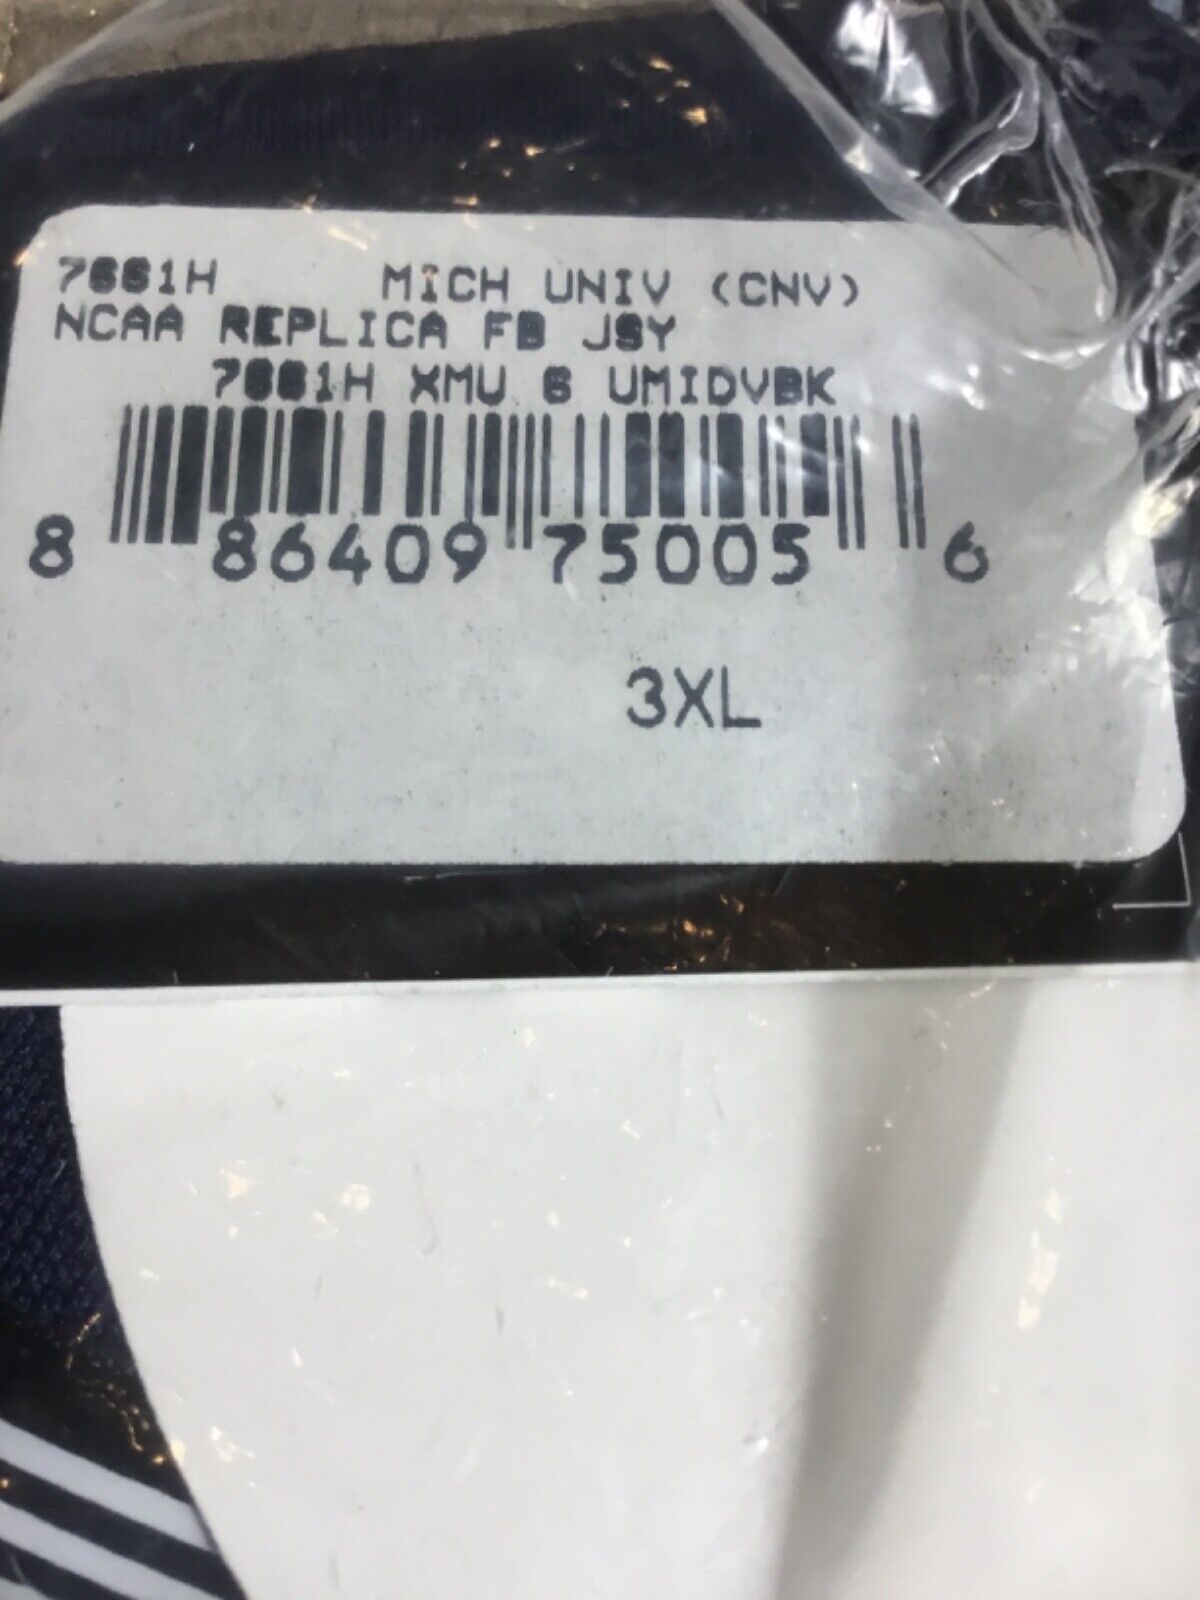 7661H MICH UNIV (CNV)
NCAA REPLICA FB JSY
7661H XMU 6 UMIDVBK
8 86409 75005 6
3XL